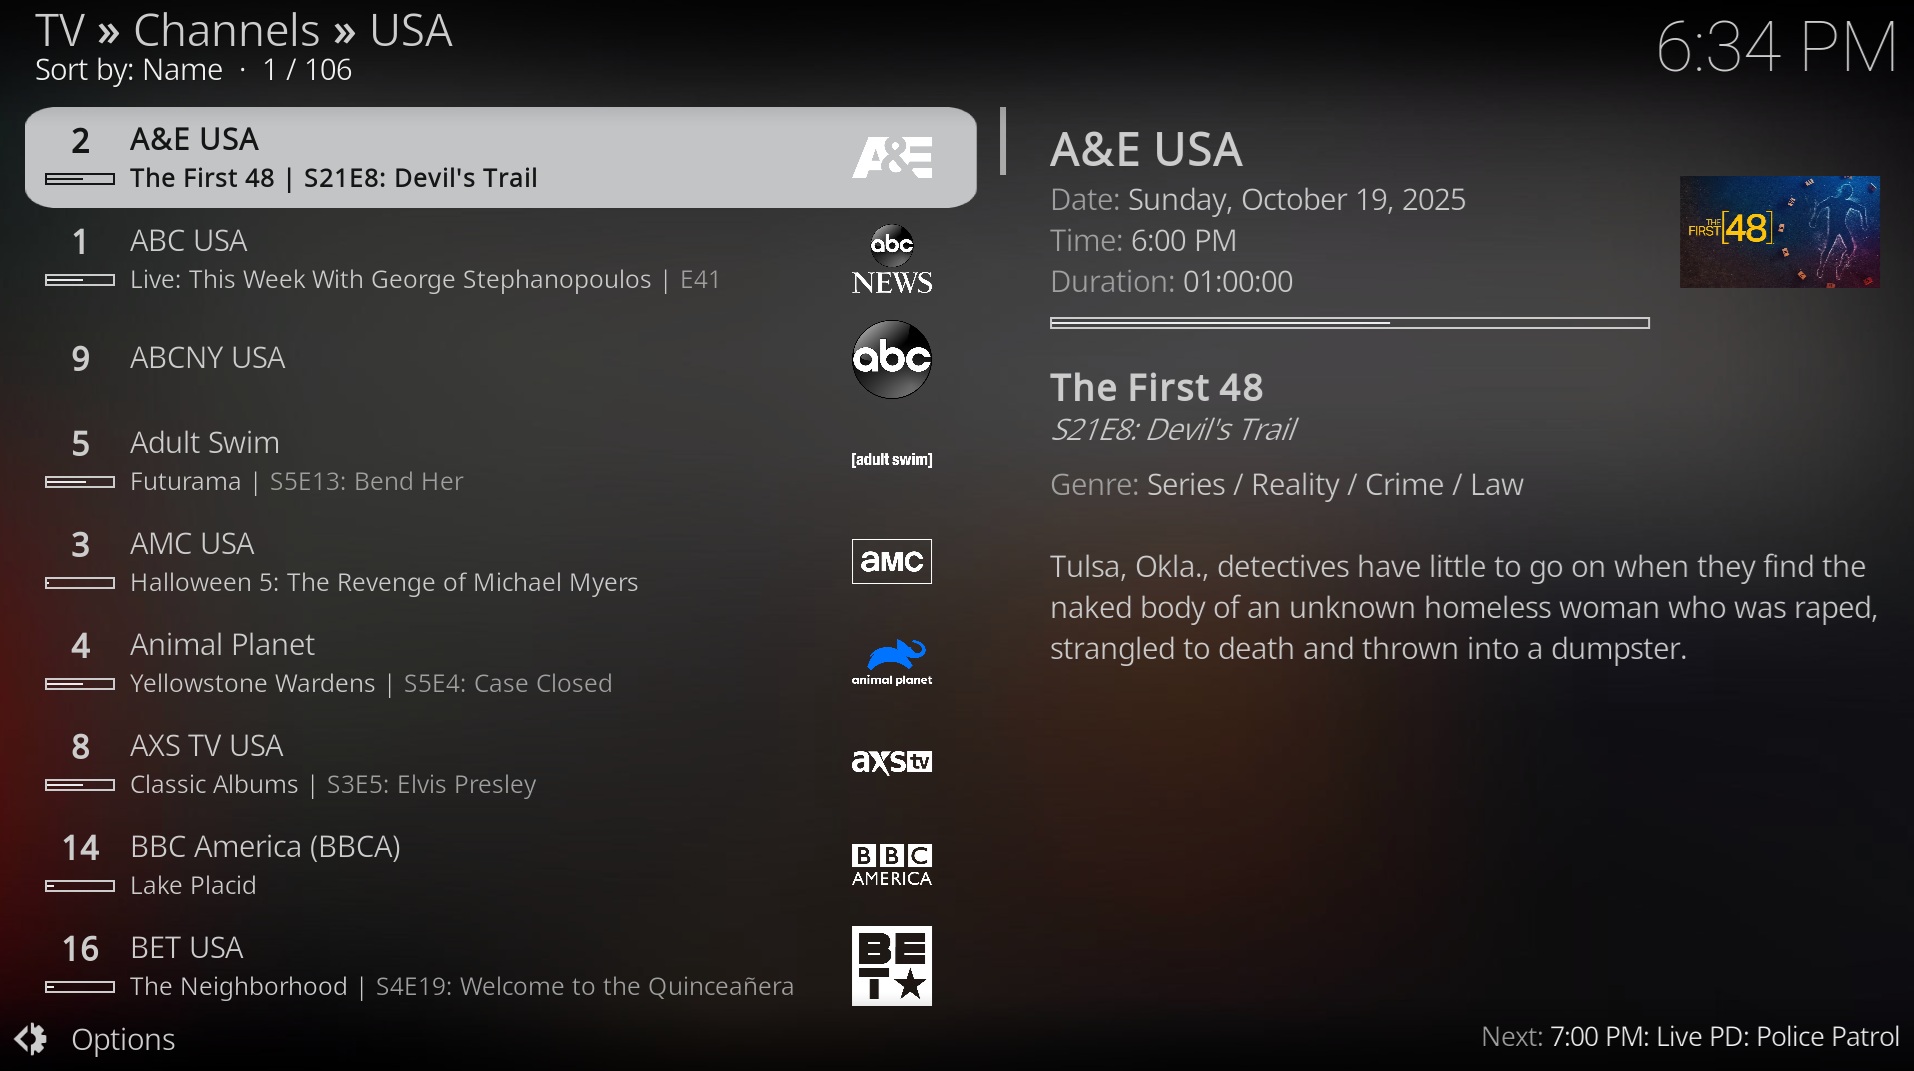 TV » Channels » USA
Sort by: Name · 1 / 106
6:34 PM
2 A&E USA
The First 48 | S21E8: Devil's Trail
A&E
1 ABC USA
Live: This Week With George Stephanopoulos | E41
abc
NEWS
9 ABCNY USA
abc
5 Adult Swim
Futurama | S5E13: Bend Her
[adult swim]
3 AMC USA
Halloween 5: The Revenge of Michael Myers
aMC
4 Animal Planet
Yellowstone Wardens | S5E4: Case Closed
animal planet
8 AXS TV USA
Classic Albums | S3E5: Elvis Presley
axs tv
14 BBC America (BBCA)
Lake Placid
BBC
AMERICA
16 BET USA
The Neighborhood | S4E19: Welcome to the Quinceañera
BE
T★
A&E USA
Date: Sunday, October 19, 2025
Time: 6:00 PM
Duration: 01:00:00
THE
FIRST [48]
The First 48
S21E8: Devil's Trail
Genre: Series / Reality / Crime / Law
Tulsa, Okla., detectives have little to go on when they find the
naked body of an unknown homeless woman who was raped,
strangled to death and thrown into a dumpster.
Options
Next: 7:00 PM: Live PD: Police Patrol